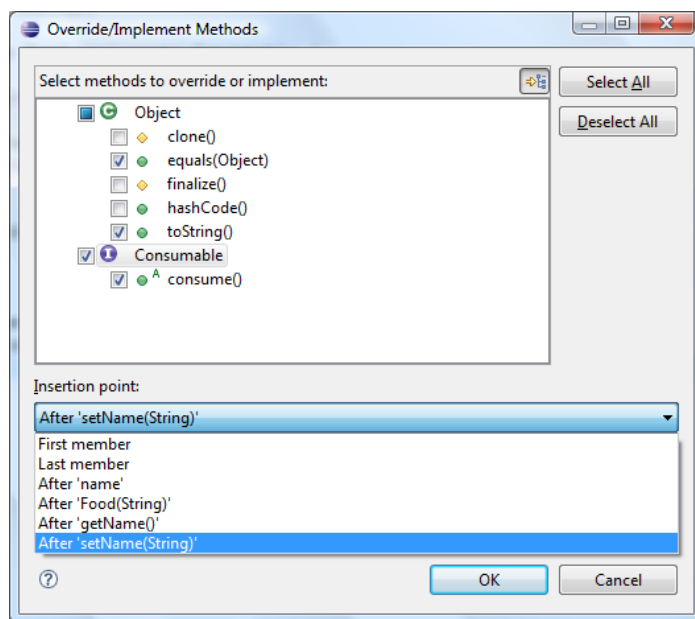 Override/Implement Methods
Select methods to override or implement:
Select All
Deselect All
C Object
clone()
equals(Object)
finalize()
hashCode()
toString()
I Consumable
A consume()
Insertion point:
After 'setName(String)'
First member
Last member
After 'name'
After 'Food(String)'
After 'getName()'
After 'setName(String)'
? OK Cancel